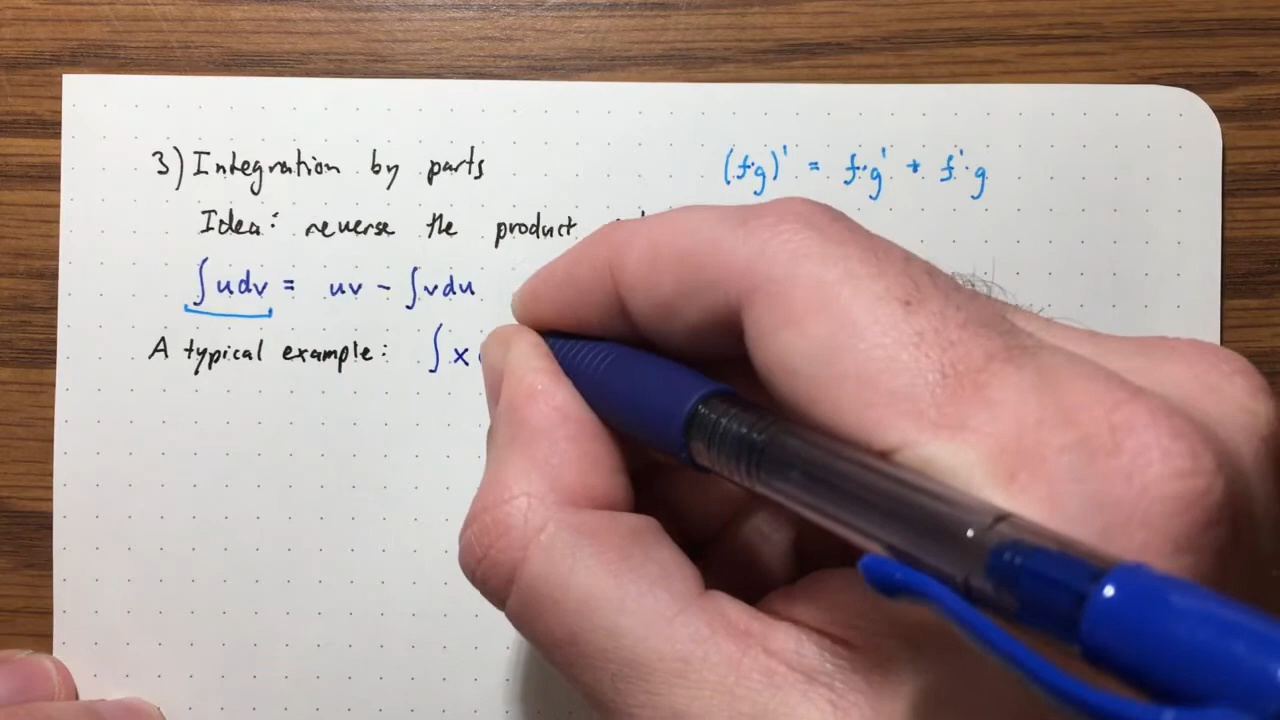 3) Integration by parts
(f·g)' = f·g' + f'·g
Idea: reverse the product
∫udv = uv - ∫vdu
A typical example: ∫x